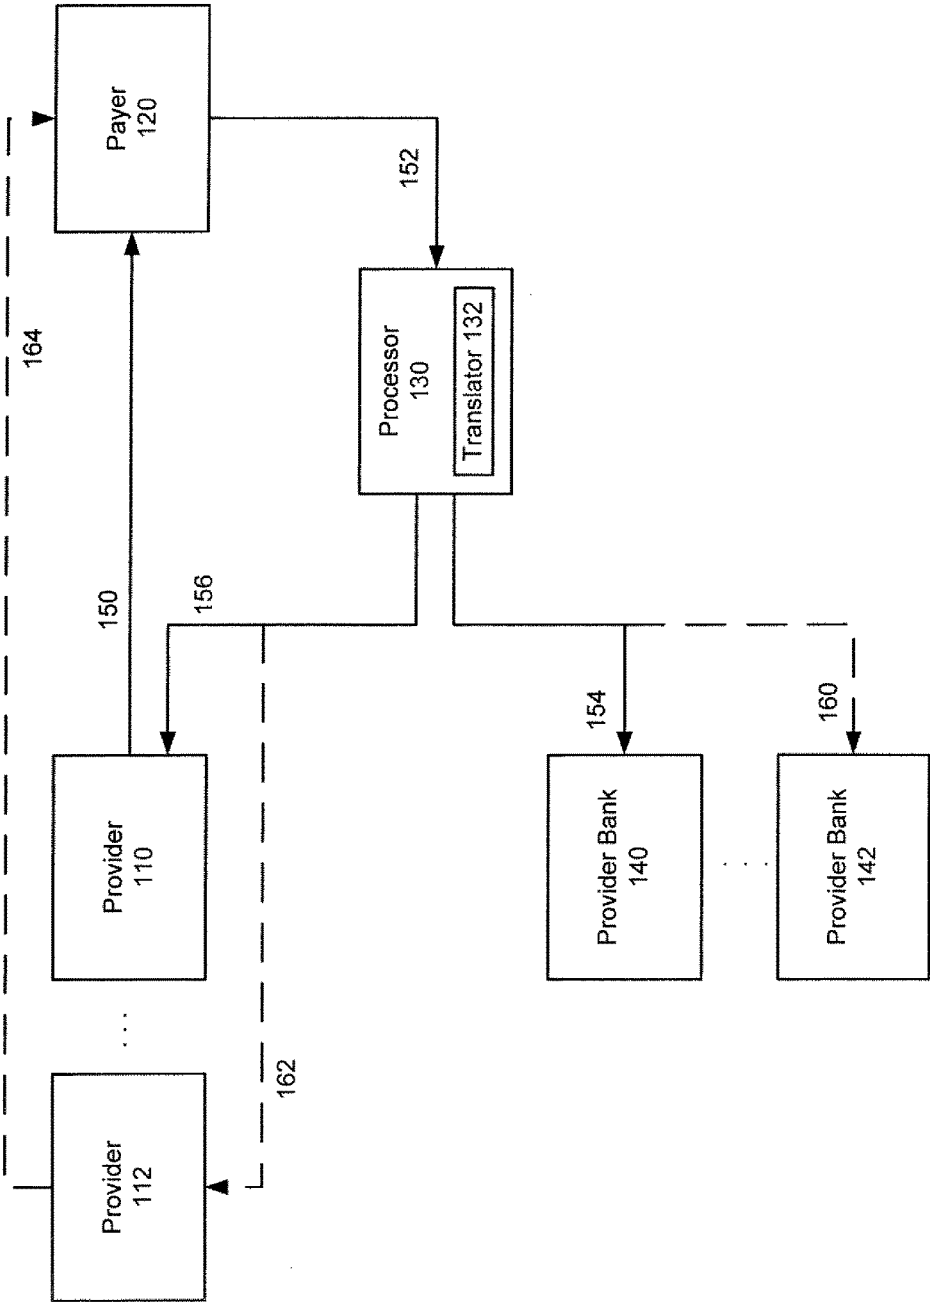 164
Provider
112
. . .
Provider
110
150
Payer
120
162
156
152
Processor
130
Translator 132
Provider Bank
140
154
. . . .
Provider Bank
142
160